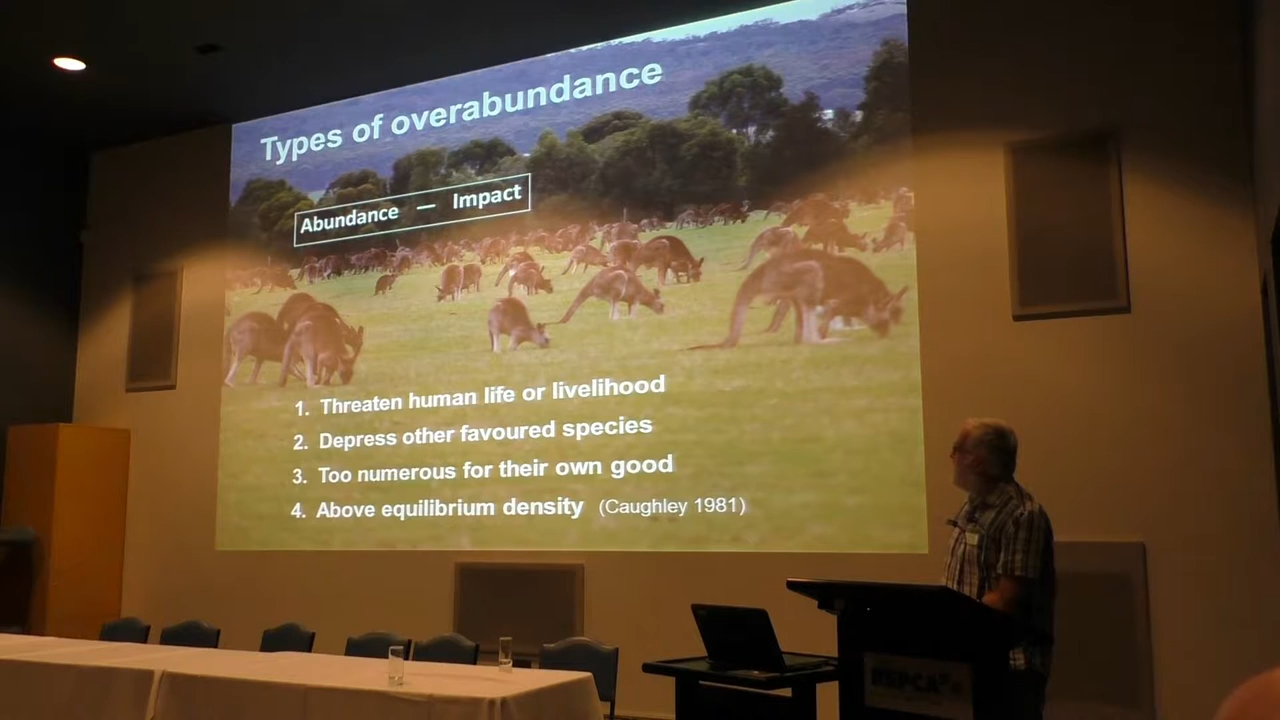 Types of overabundance
Abundance — Impact
1. Threaten human life or livelihood
2. Depress other favoured species
3. Too numerous for their own good
4. Above equilibrium density (Caughley 1981)
RSPCA